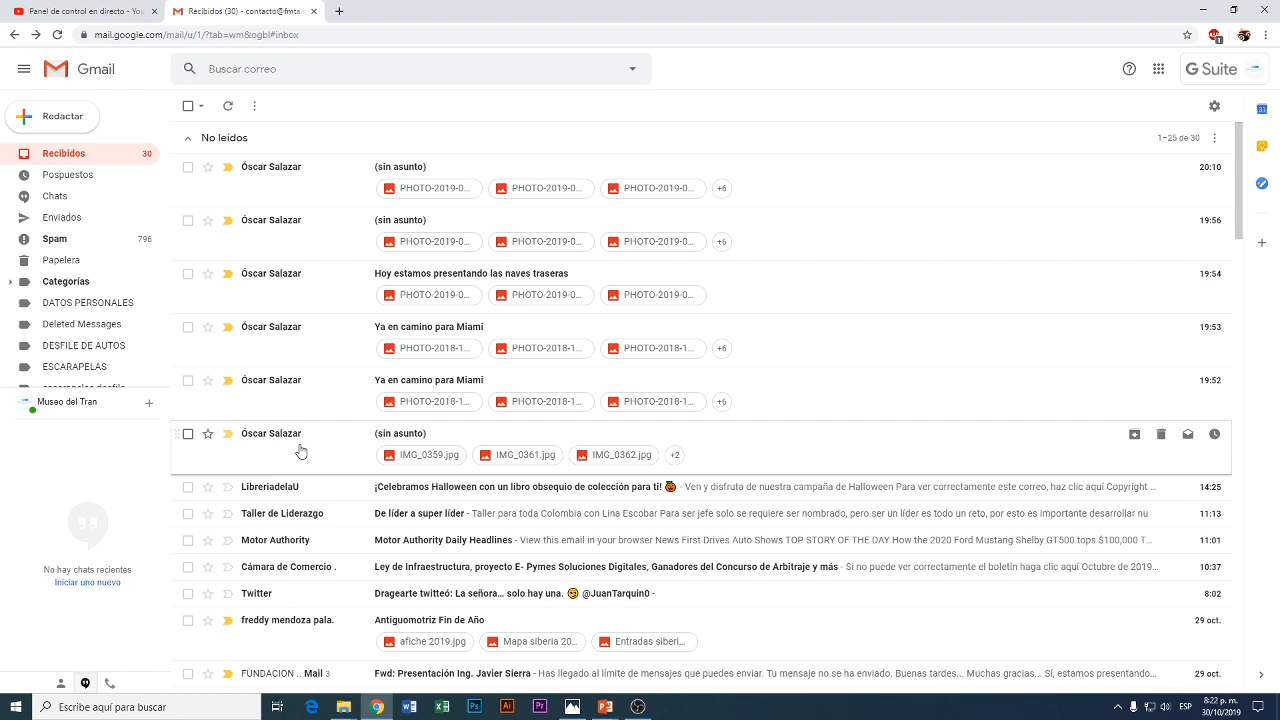 Panel de control en directo - You
Recibidos (30) - contacto@fmta
mail.google.com/mail/u/1/?tab=wm&ogbl#inbox
1
Gmail
Buscar correo
G Suite
Redactar
31
No leídos
1–25 de 30
Recibidos 30
Pospuestos
Chats
Enviados
Spam 796
Papelera
Categorías
DATOS PERSONALES
Deleted Messages
DESFILE DE AUTOS
ESCARAPELAS
escarapelas desfile
Museo del Tran
No hay chats recientes
Iniciar uno nuevo
Óscar Salazar (sin asunto) 20:10
PHOTO-2019-0... PHOTO-2019-0... PHOTO-2019-0... +6
Óscar Salazar (sin asunto) 19:56
PHOTO-2019-0... PHOTO-2019-0... PHOTO-2019-0... +6
Óscar Salazar Hoy estamos presentando las naves traseras 19:54
PHOTO-2019-0... PHOTO-2019-0... PHOTO-2019-0...
Óscar Salazar Ya en camino para Miami 19:53
PHOTO-2018-1... PHOTO-2018-1... PHOTO-2018-1... +6
Óscar Salazar Ya en camino para Miami 19:52
PHOTO-2018-1... PHOTO-2018-1... PHOTO-2018-1... +6
Óscar Salazar (sin asunto)
IMG_0359.jpg IMG_0361.jpg IMG_0362.jpg +2
LibreriadelaU ¡Celebramos Halloween con un libro obsequio de colección para ti! 🎃 - Ven y disfruta de nuestra campaña de Halloween Para ver correctamente este correo, haz clic aquí Copyright ... 14:25
Taller de Liderazgo De líder a super líder - Taller para toda Colombia con Lina Escobar Para ser jefe solo se requiere ser nombrado, pero ser un líder es todo un reto, por esto es importante desarrollar nu 11:13
Motor Authority Motor Authority Daily Headlines - View this email in your browser News First Drives Auto Shows TOP STORY OF THE DAY How the 2020 Ford Mustang Shelby GT500 tops $100,000 T... 11:01
Cámara de Comercio . Ley de Infraestructura, proyecto E- Pymes Soluciones Digitales, Ganadores del Concurso de Arbitraje y más - Si no puede ver correctamente el boletín haga clic aquí Octubre de 2019... 10:37
Twitter Dragearte twitteó: La señora... solo hay una. 😉 @JuanTarquin0 - 8:02
freddy mendoza pala. Antiguomotriz Fin de Año 29 oct.
afiche 2019.jpg Mapa siberia 20... Entradas siberi...
FUNDACION .. Mail 3 Fwd: Presentación Ing. Javier Sierra - Has llegado al límite de mensajes que puedes enviar. Tu mensaje no se ha enviado. Buenas tardes... Muchas gracias... Sí, estamos presentando... 29 oct.
Escribe aquí para buscar
ESP
8:22 p. m.
30/10/2019